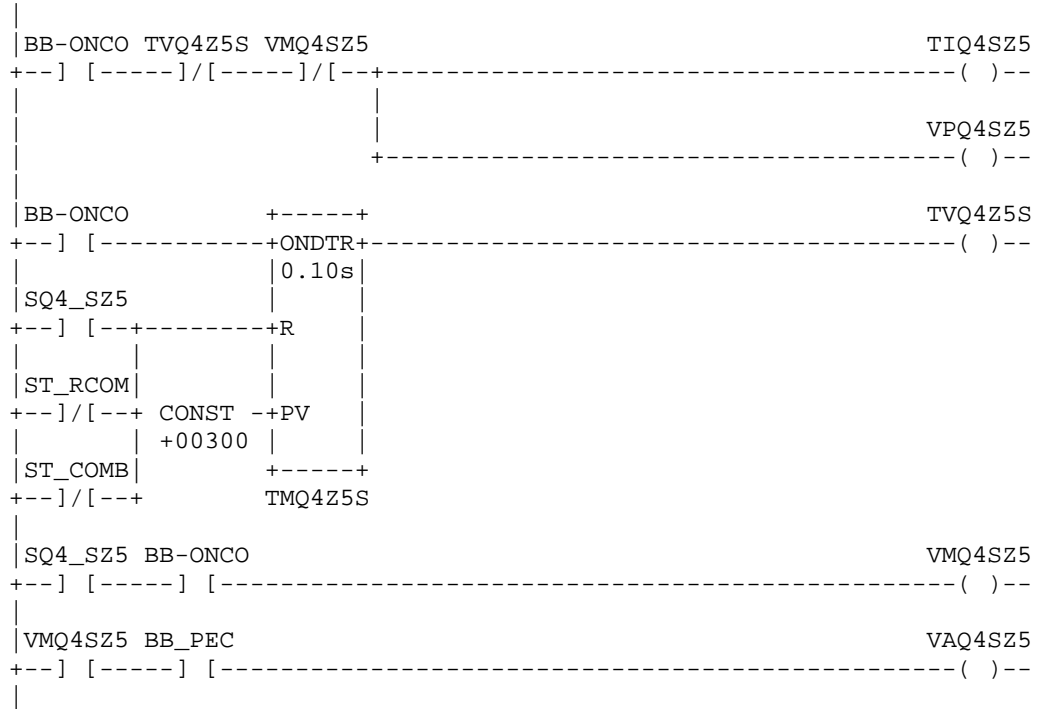 |
|BB-ONCO TVQ4Z5S VMQ4SZ5                                     TIQ4SZ5
+--] [-----]/[-----]/[--+--------------------------------------( )--
|                       |
|                       |                                    VPQ4SZ5
|                       +--------------------------------------( )--
|
|BB-ONCO         +-----+                                     TVQ4Z5S
+--] [-----------+ONDTR+---------------------------------------( )--
|                |0.10s|
|SQ4_SZ5         |     |
+--] [--+--------+R    |
|       |        |     |
|ST_RCOM|        |     |
+--]/[--+ CONST -+PV   |
|       | +00300 |     |
|ST_COMB|        +-----+
+--]/[--+        TMQ4Z5S
|
|SQ4_SZ5 BB-ONCO                                             VMQ4SZ5
+--] [-----] [-------------------------------------------------( )--
|
|VMQ4SZ5 BB_PEC                                              VAQ4SZ5
+--] [-----] [-------------------------------------------------( )--
|